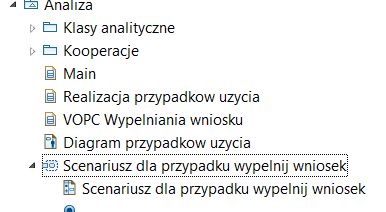 Analiza
Klasy analityczne
Kooperacje
Main
Realizacja przypadkow uzycia
VOPC Wypelniania wniosku
Diagram przypadkow uzycia
Scenariusz dla przypadku wypelnij wniosek
Scenariusz dla przypadku wypelnij wniosek